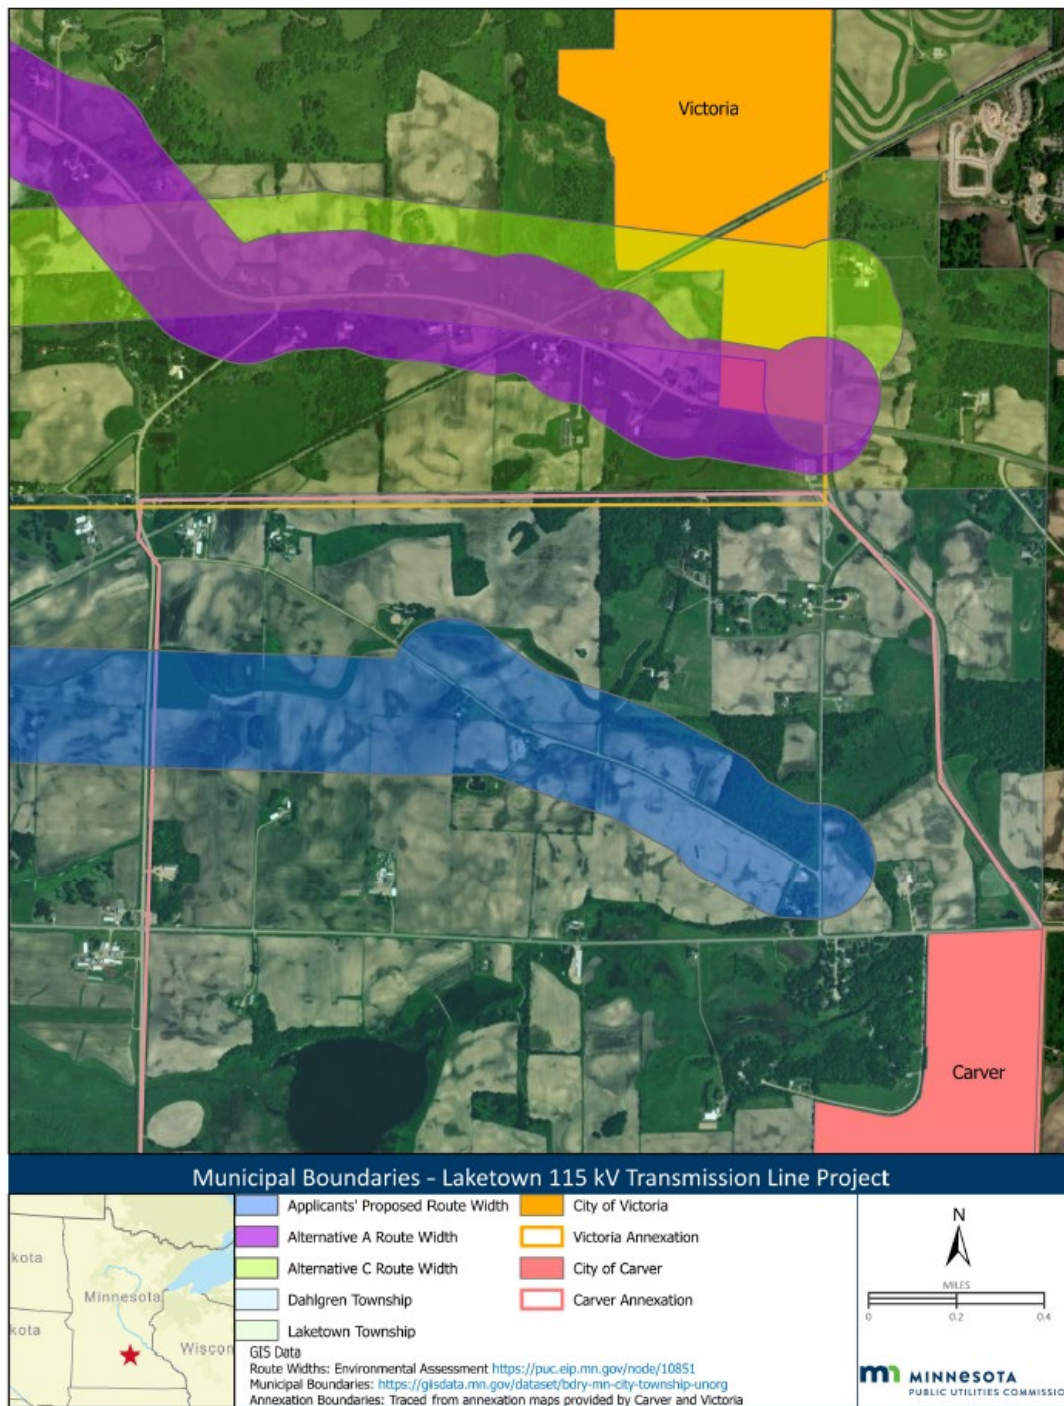 Victoria
Carver
Municipal Boundaries - Laketown 115 kV Transmission Line Project
kota
Minnesota
kota
Wiscon
Applicants' Proposed Route Width
Alternative A Route Width
Alternative C Route Width
Dahlgren Township
Laketown Township
City of Victoria
Victoria Annexation
City of Carver
Carver Annexation
GIS Data
Route Widths: Environmental Assessment https://puc.eip.mn.gov/node/10851
Municipal Boundaries: https://gisdata.mn.gov/dataset/bdry-mn-city-township-unorg
Annexation Boundaries: Traced from annexation maps provided by Carver and Victoria
N
MILES
0 0.2 0.4
mn MINNESOTA
PUBLIC UTILITIES COMMISSIO